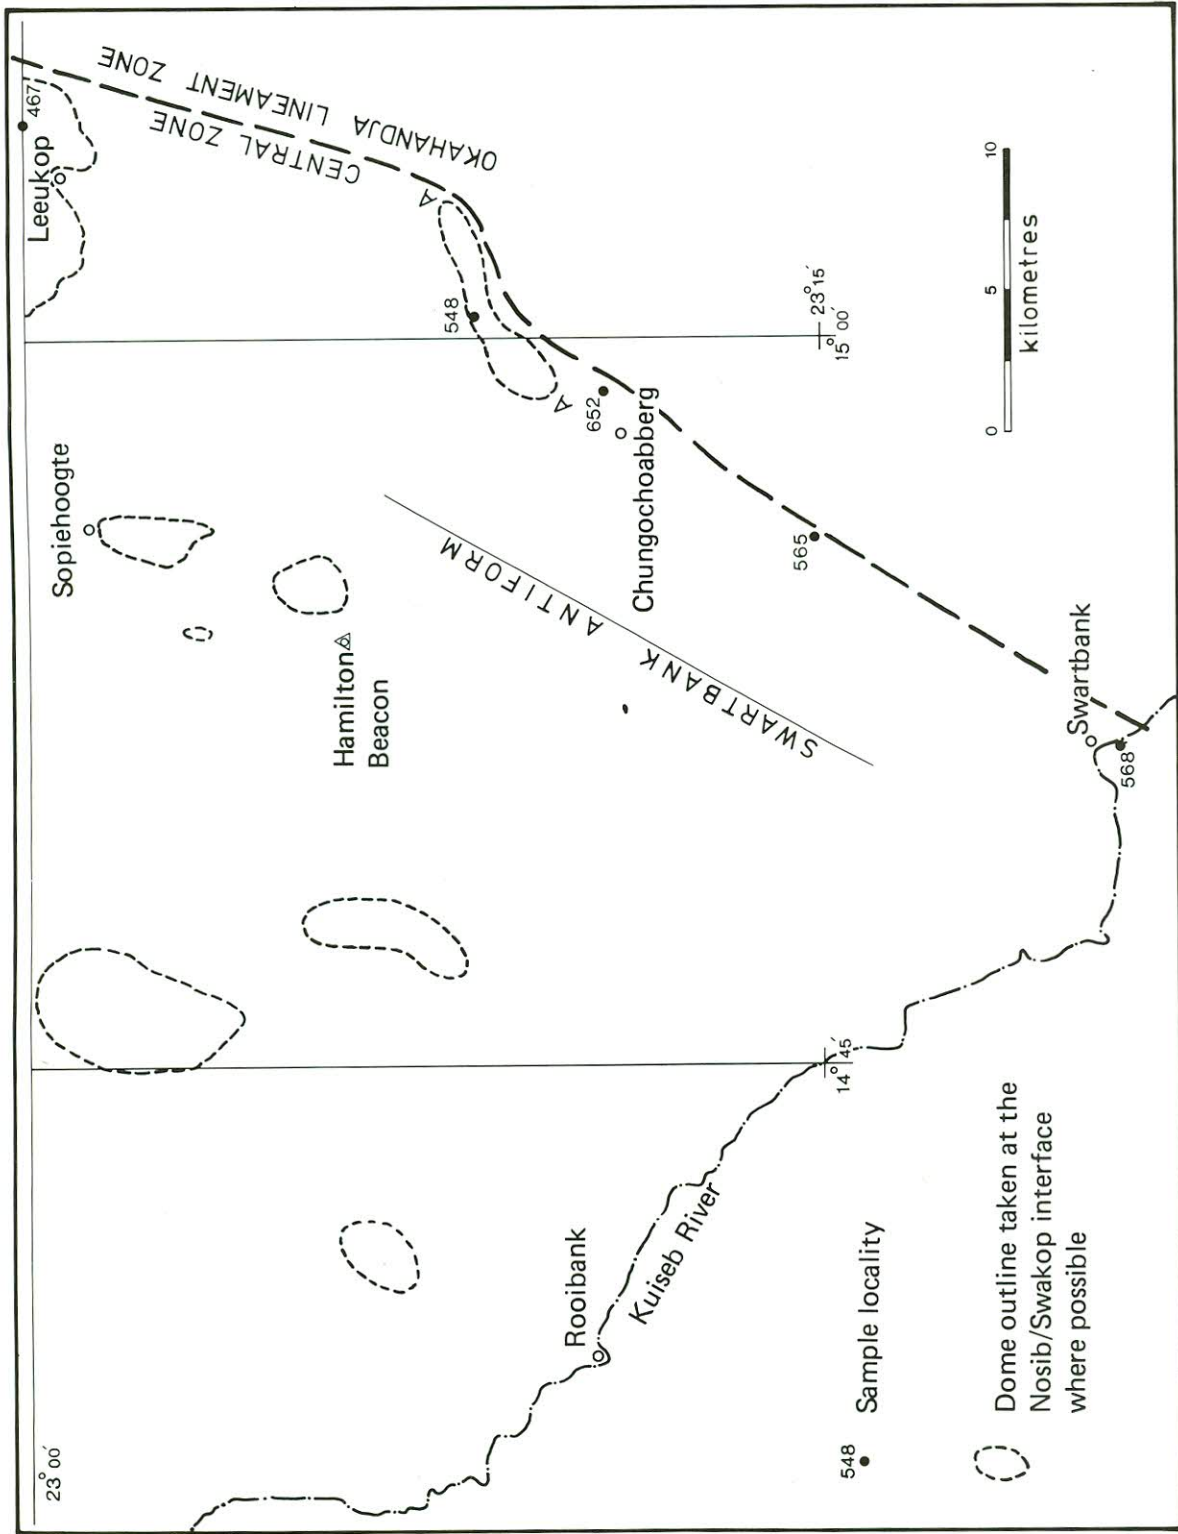 23°00′
Sopiehoogte
Leeukop
467
OKAHANDJA LINEAMENT ZONE
CENTRAL ZONE
Hamilton
Beacon
A
548
A
652
Chungochoabberg
SWARTBANK ANTIFORM
565
23°15′
15°00′
14°45′
Rooibank
Kuiseb River
Swartbank
568
548 Sample locality
Dome outline taken at the
Nosib/Swakop interface
where possible
0 5 10
kilometres